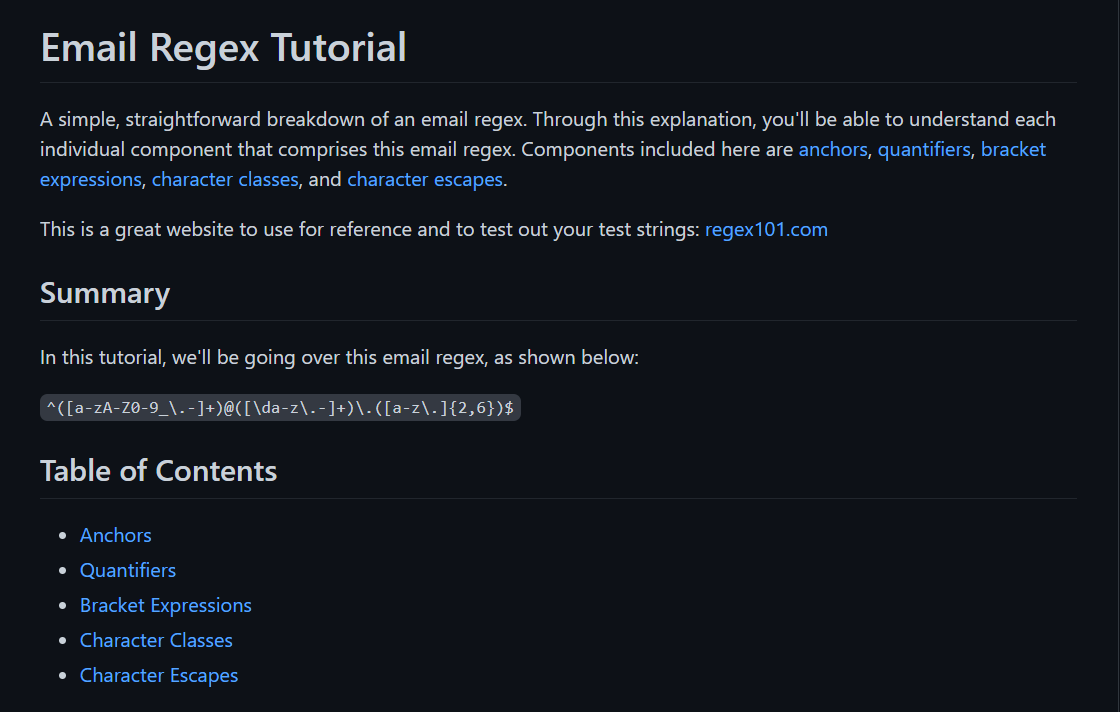 Email Regex Tutorial
A simple, straightforward breakdown of an email regex. Through this explanation, you'll be able to understand each
individual component that comprises this email regex. Components included here are anchors, quantifiers, bracket
expressions, character classes, and character escapes.
This is a great website to use for reference and to test out your test strings: regex101.com
Summary
In this tutorial, we'll be going over this email regex, as shown below:
^([a-zA-Z0-9_\.-]+)@([\da-z\.-]+)\.([a-z\.]{2,6})$
Table of Contents
• Anchors
• Quantifiers
• Bracket Expressions
• Character Classes
• Character Escapes